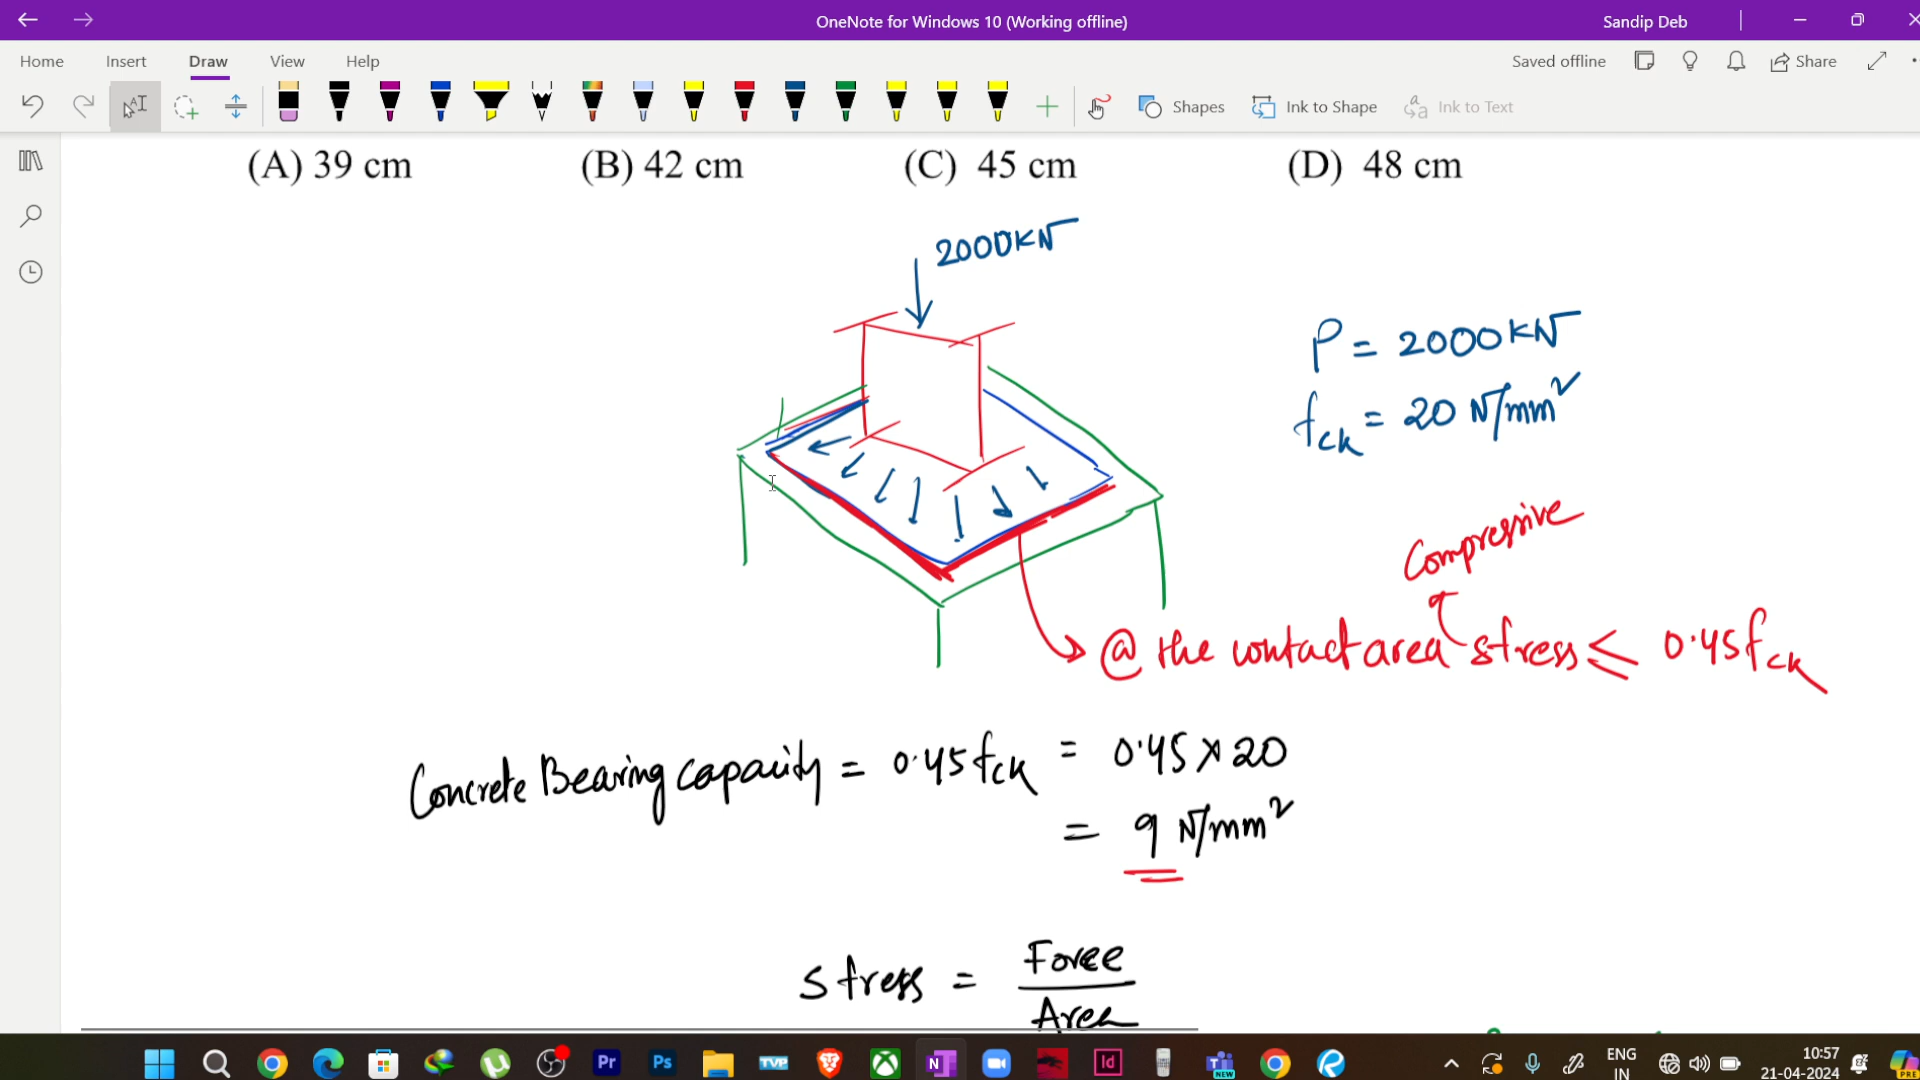 OneNote for Windows 10 (Working offline)
Sandip Deb
Home Insert Draw View Help
Saved offline
Share
Shapes
Ink to Shape
Ink to Text
(A) 39 cm (B) 42 cm (C) 45 cm (D) 48 cm
2000KN
P = 2000KN
fck = 20 N/mm²
Compressive
@ the contact area stress ≤ 0.45fck
Concrete Bearing capacity = 0.45fck = 0.45 × 20
= 9 N/mm²
stress = Force
Area
ENG
IN
10:57
21-04-2024